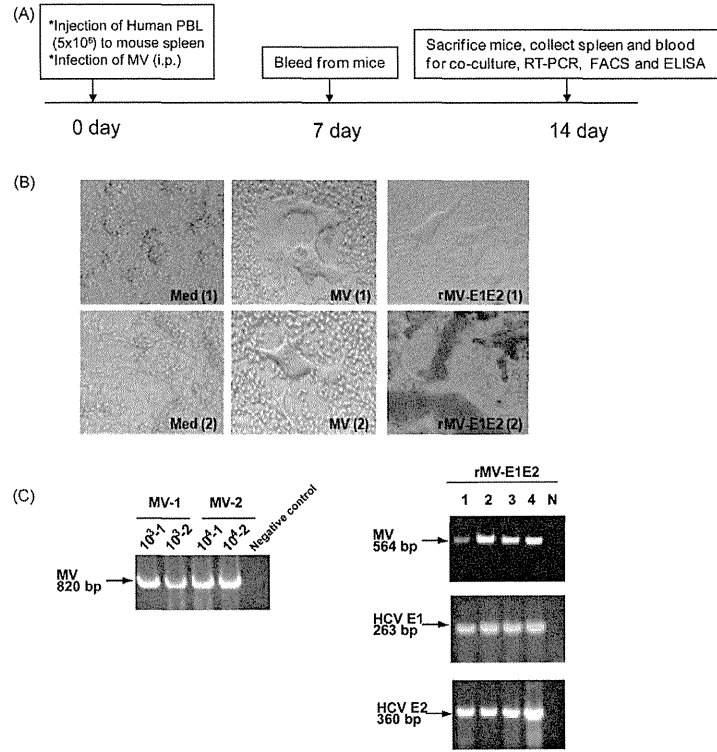 (A)
*Injection of Human PBL
(5x10⁶) to mouse spleen
*Infection of MV (i.p.)
Bleed from mice
Sacrifice mice, collect spleen and blood
for co-culture, RT-PCR, FACS and ELISA
0 day
7 day
14 day
(B)
Med (1)
MV (1)
rMV-E1E2 (1)
Med (2)
MV (2)
rMV-E1E2 (2)
(C)
MV-1
MV-2
10³-1
10³-2
10⁴-1
10⁴-2
Negative control
MV
820 bp
rMV-E1E2
1 2 3 4 N
MV
564 bp
HCV E1
263 bp
HCV E2
360 bp